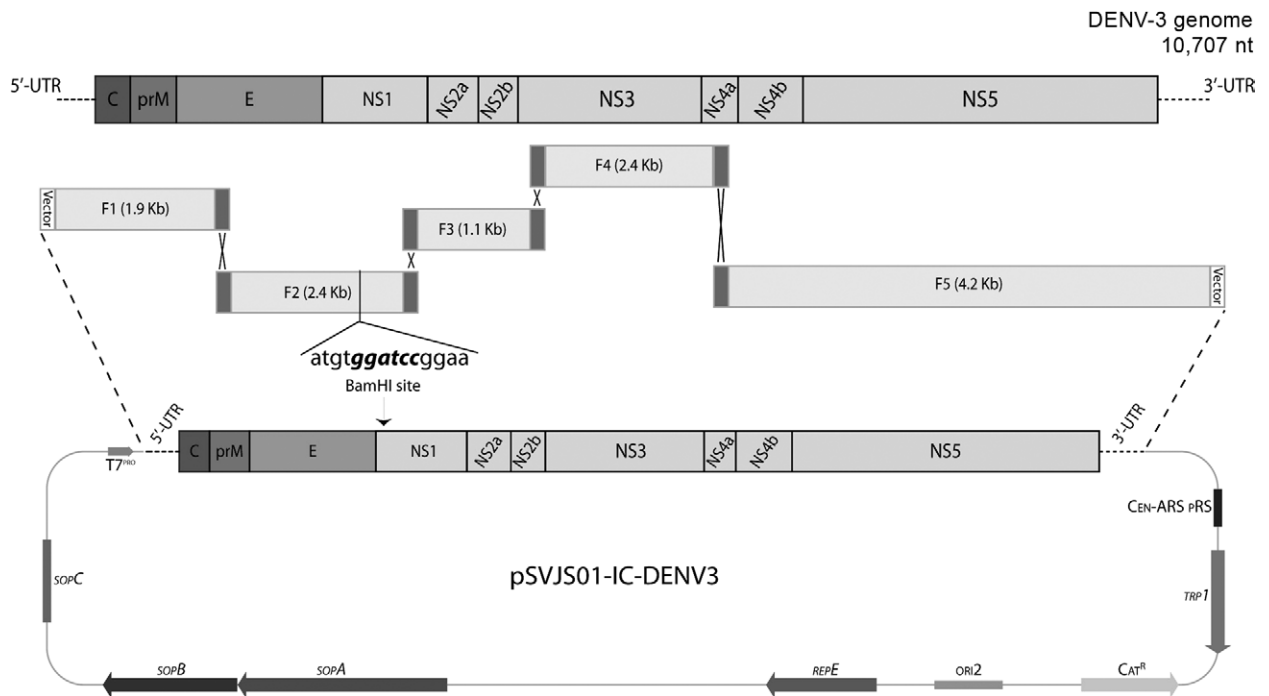 DENV-3 genome
10,707 nt
5'-UTR
C prM E NS1 NS2a NS2b NS3 NS4a NS4b NS5
3'-UTR
F4 (2.4 Kb)
Vector
F1 (1.9 Kb)
F3 (1.1 Kb)
F2 (2.4 Kb)
F5 (4.2 Kb)
Vector
atgtggatccggaa
BamHI site
5'-UTR
3'-UTR
C prM E NS1 NS2a NS2b NS3 NS4a NS4b NS5
T7PRO
CEN-ARS PRS
SOPC
pSVJS01-IC-DENV3
TRP1
SOPB
SOPA
REPE
ORI2
CATR